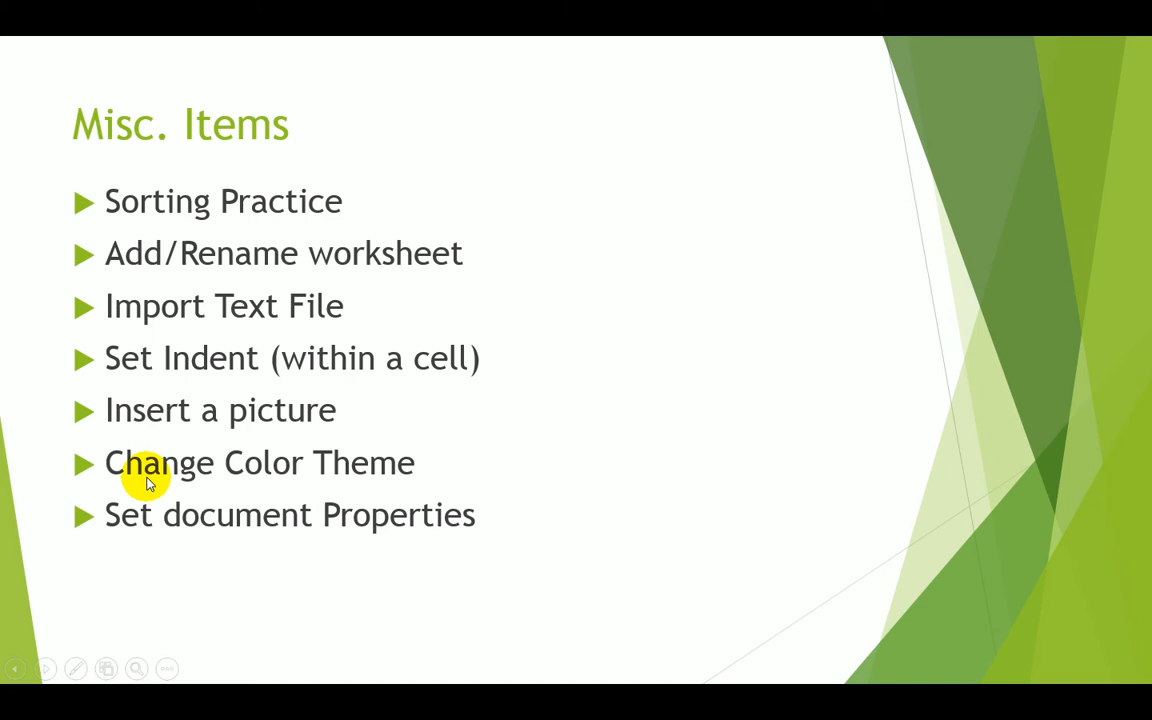 Misc. Items
Sorting Practice
Add/Rename worksheet
Import Text File
Set Indent (within a cell)
Insert a picture
Change Color Theme
Set document Properties